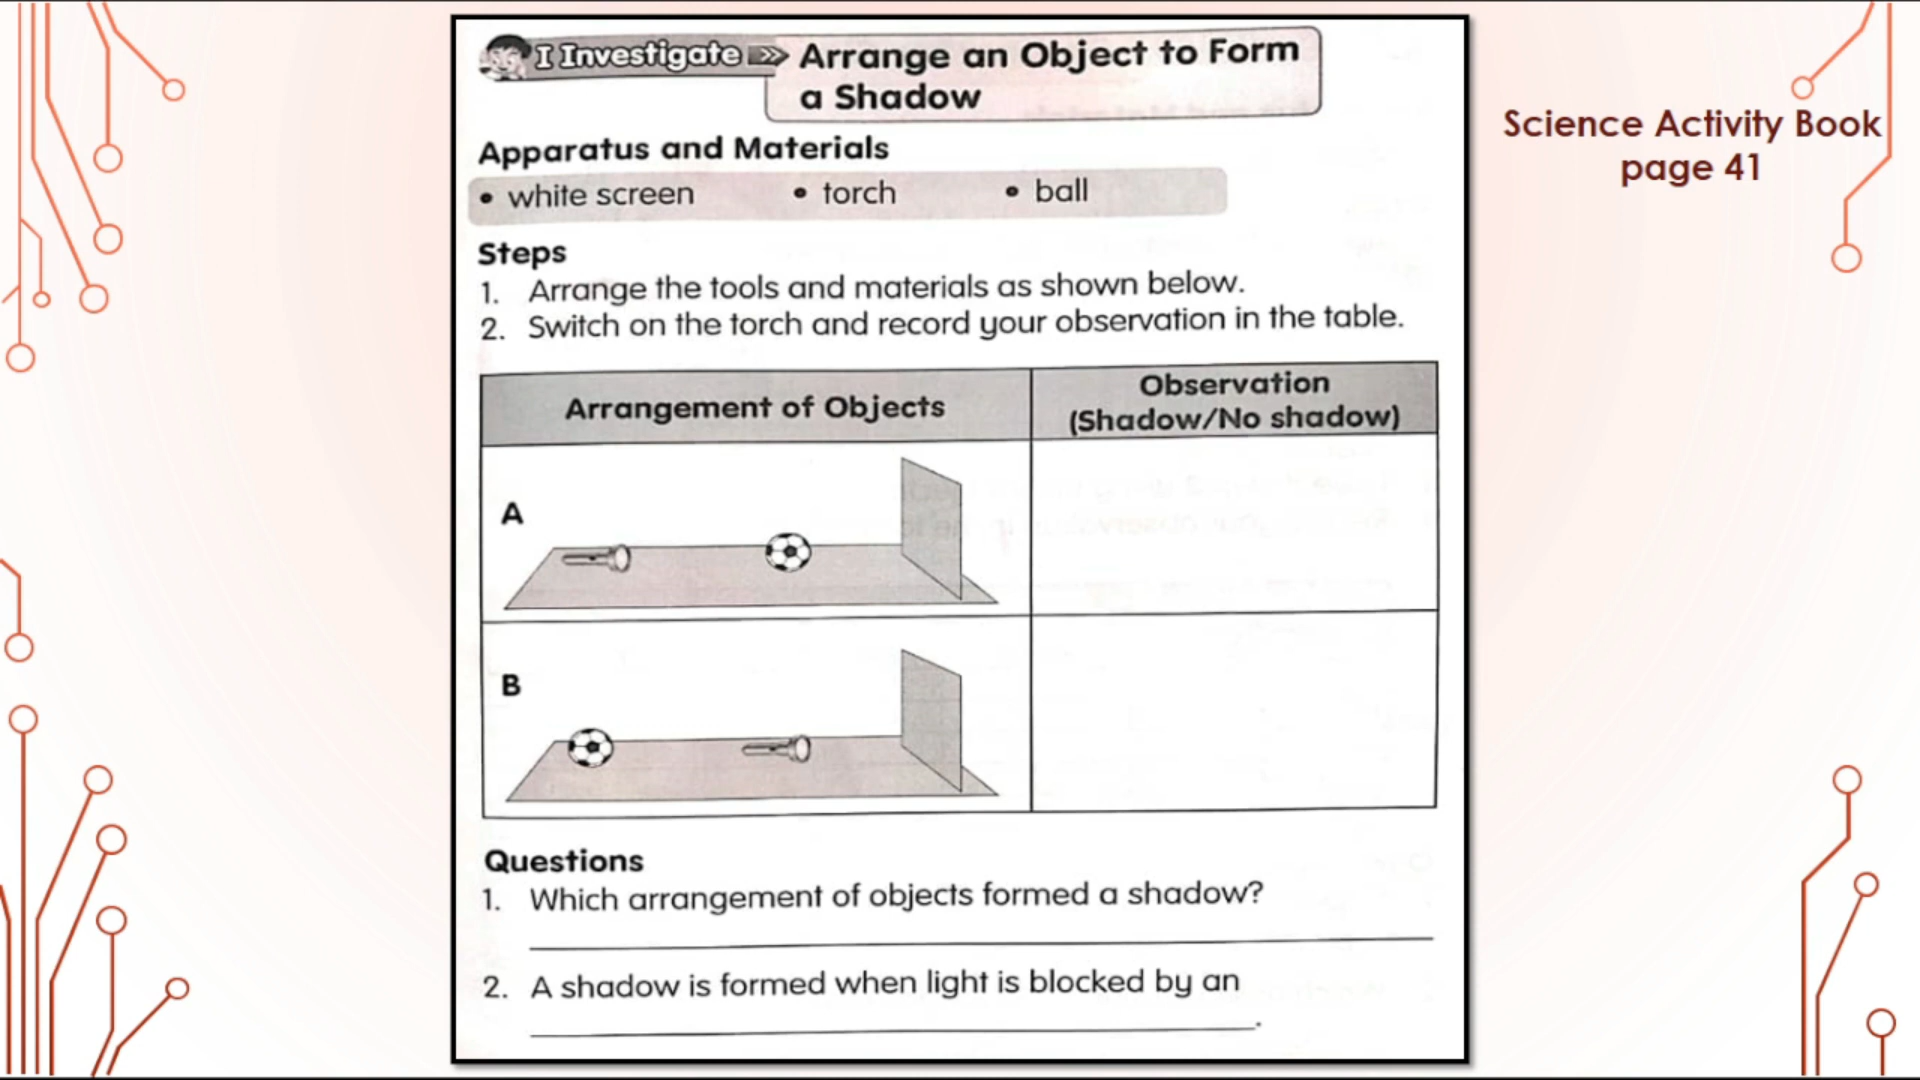 I Investigate
Arrange an Object to Form
a Shadow
Science Activity Book
page 41
Apparatus and Materials
• white screen • torch • ball
Steps
1. Arrange the tools and materials as shown below.
2. Switch on the torch and record your observation in the table.
Arrangement of Objects
Observation
(Shadow/No shadow)
A
B
Questions
1. Which arrangement of objects formed a shadow?
2. A shadow is formed when light is blocked by an
.